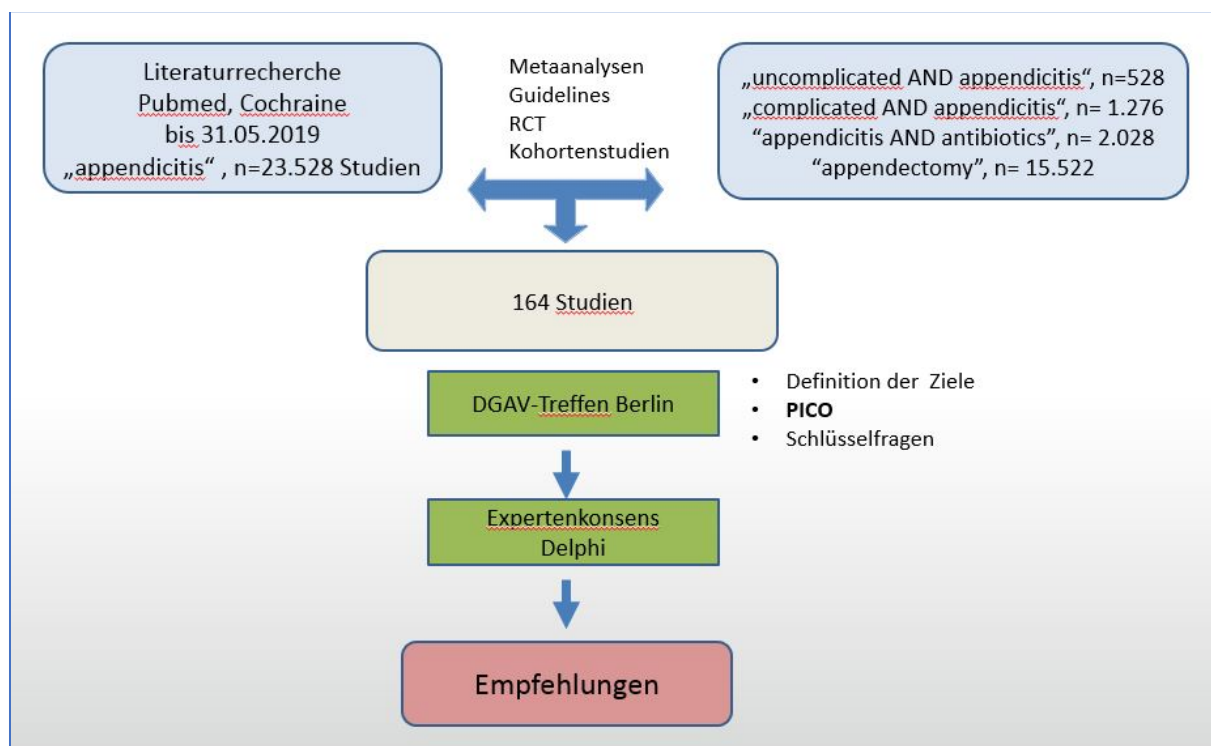 Literaturrecherche
Pubmed, Cochraine
bis 31.05.2019
„appendicitis“ , n=23.528 Studien
Metaanalysen
Guidelines
RCT
Kohortenstudien
„uncomplicated AND appendicitis“, n=528
„complicated AND appendicitis“, n= 1.276
“appendicitis AND antibiotics”, n= 2.028
“appendectomy”, n= 15.522
164 Studien
DGAV-Treffen Berlin
• Definition der Ziele
• PICO
• Schlüsselfragen
Expertenkonsens
Delphi
Empfehlungen